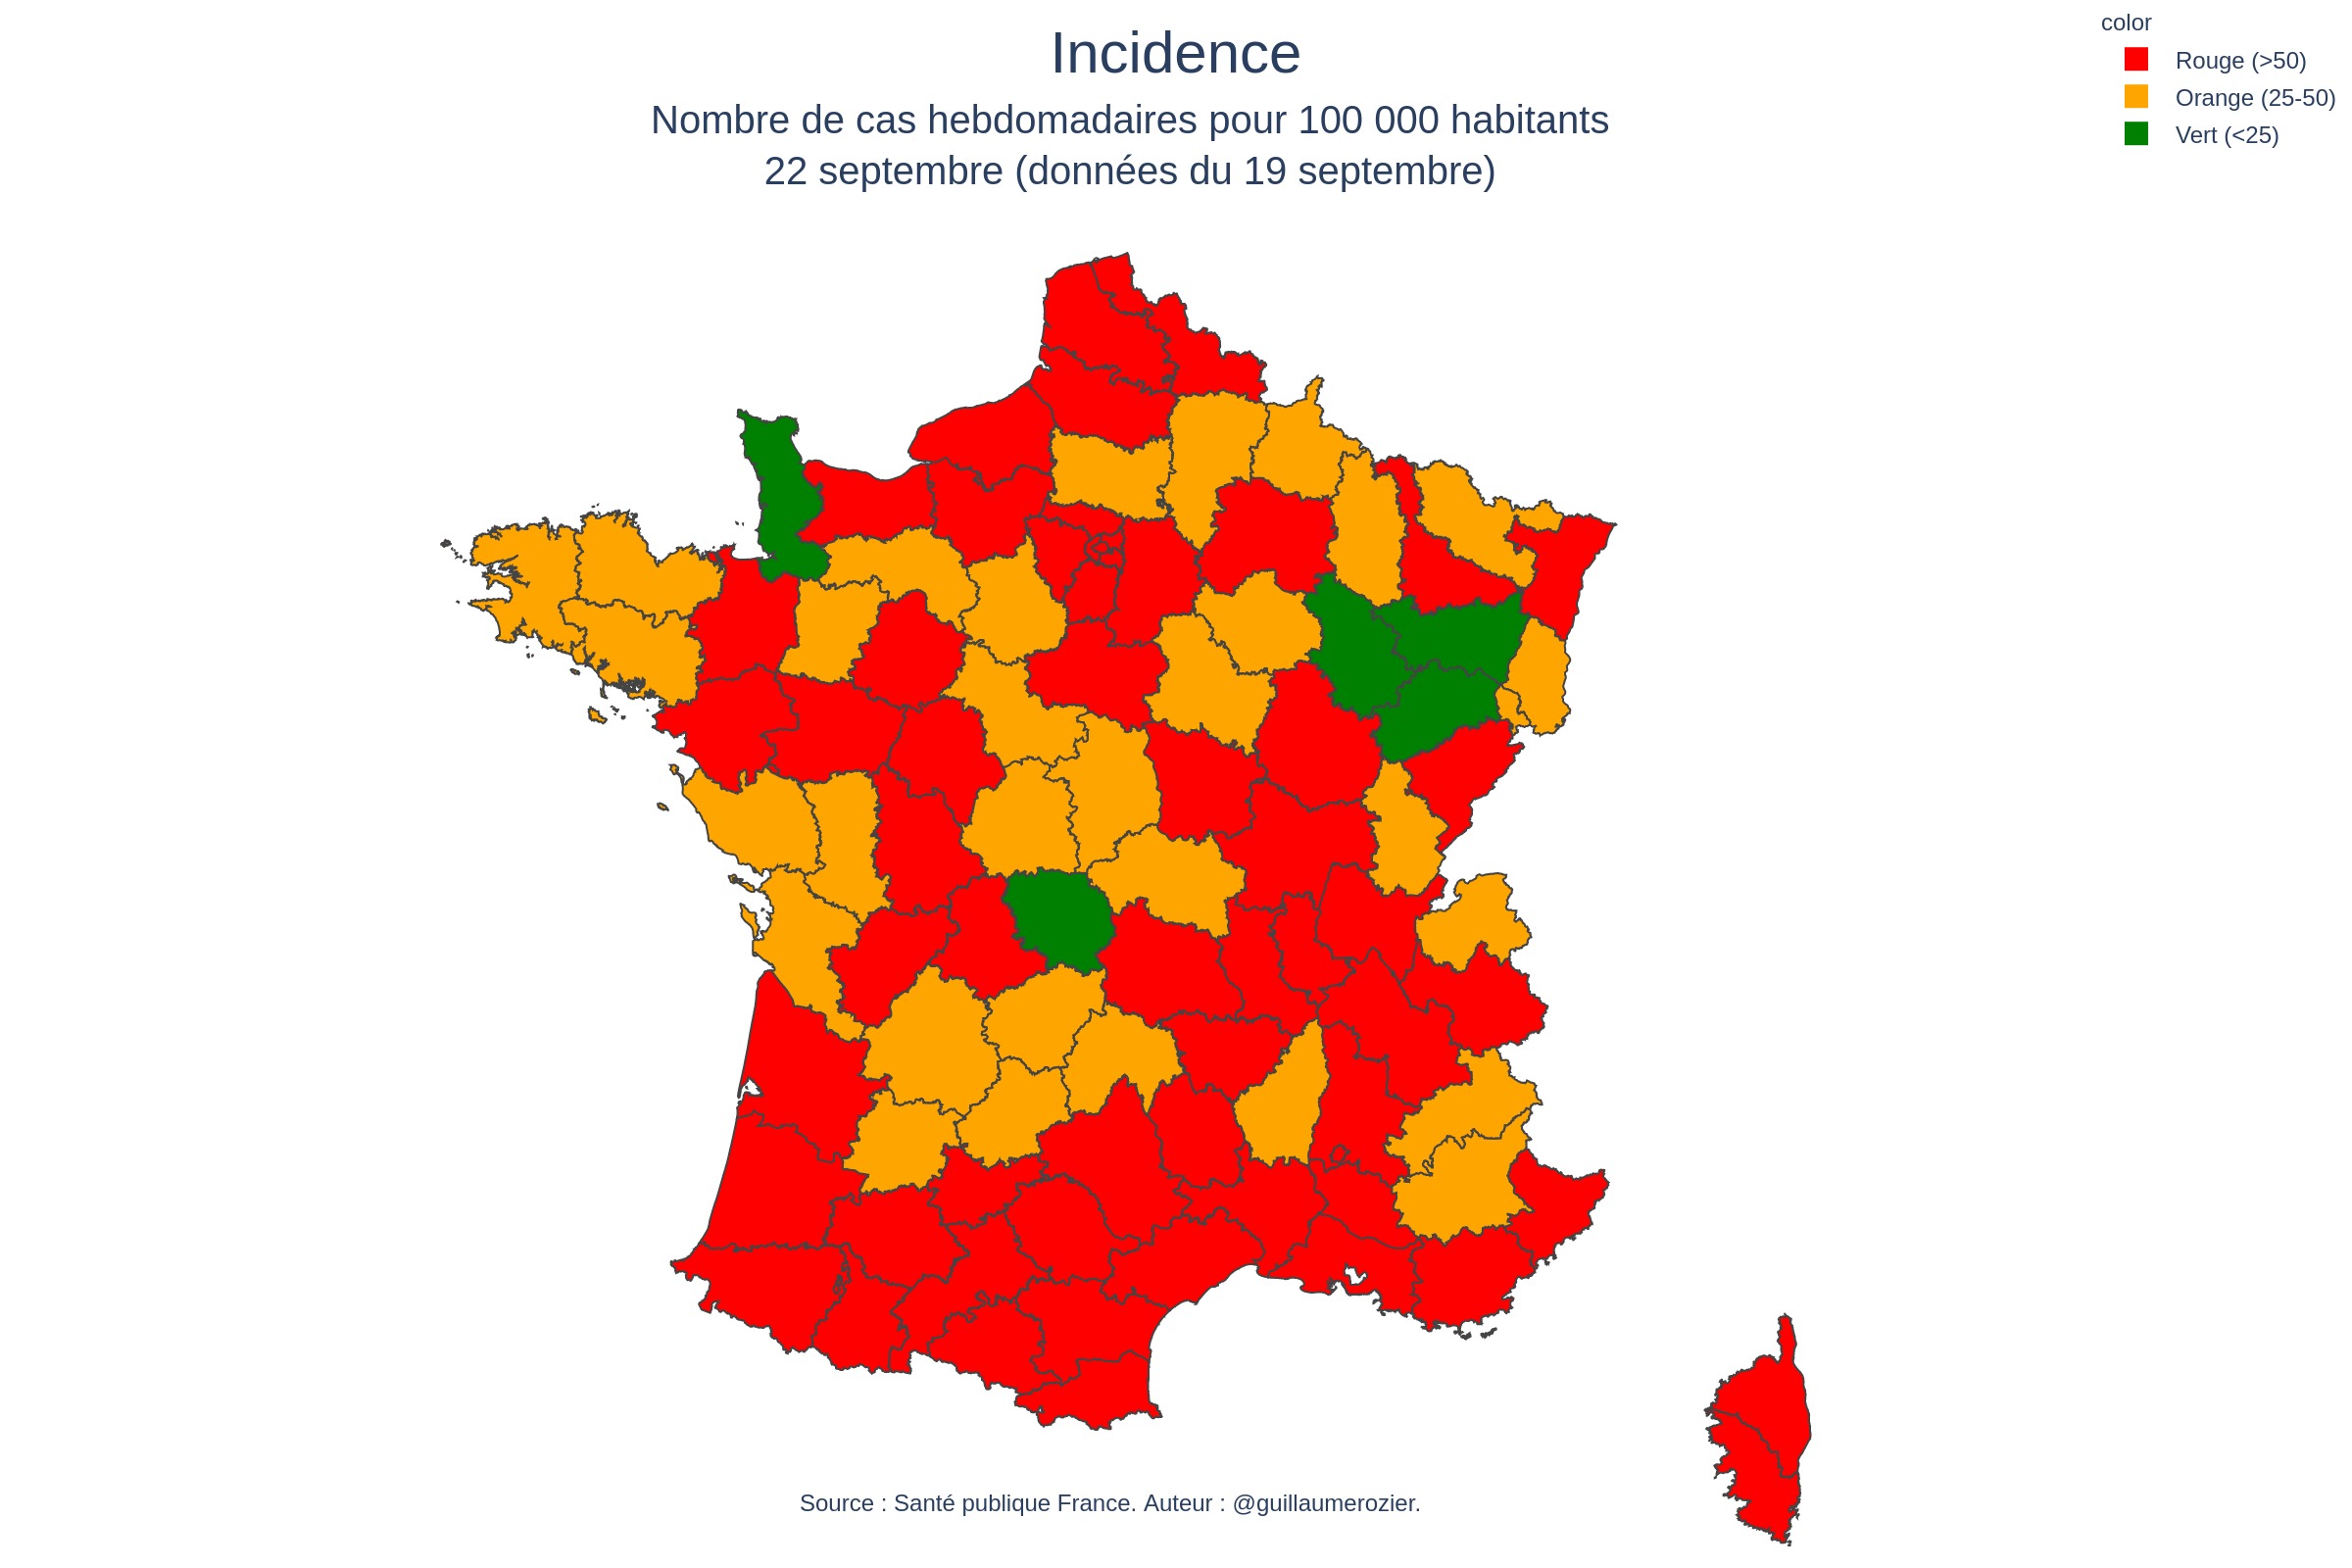 Incidence
Nombre de cas hebdomadaires pour 100 000 habitants
22 septembre (données du 19 septembre)
color
Rouge (>50)
Orange (25-50)
Vert (<25)
Source : Santé publique France. Auteur : @guillaumerozier.